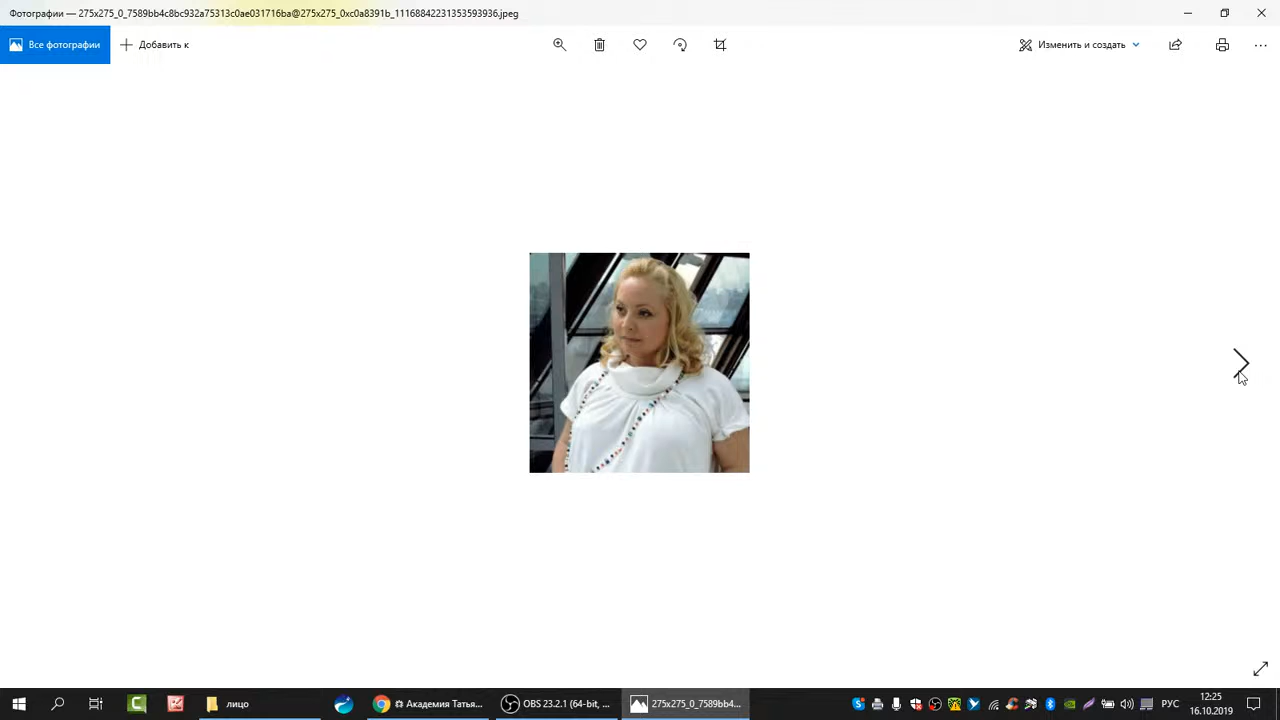 Фотографии — 275x275_0_7589bb4c8bc932a75313c0ae031716ba@275x275_0xc0a8391b_11168842231353593936.jpeg
Все фотографии
Добавить к
Изменить и создать
лицо
Академия Татья...
OBS 23.2.1 (64-bit, ...
275x275_0_7589bb4...
РУС
12:25
16.10.2019